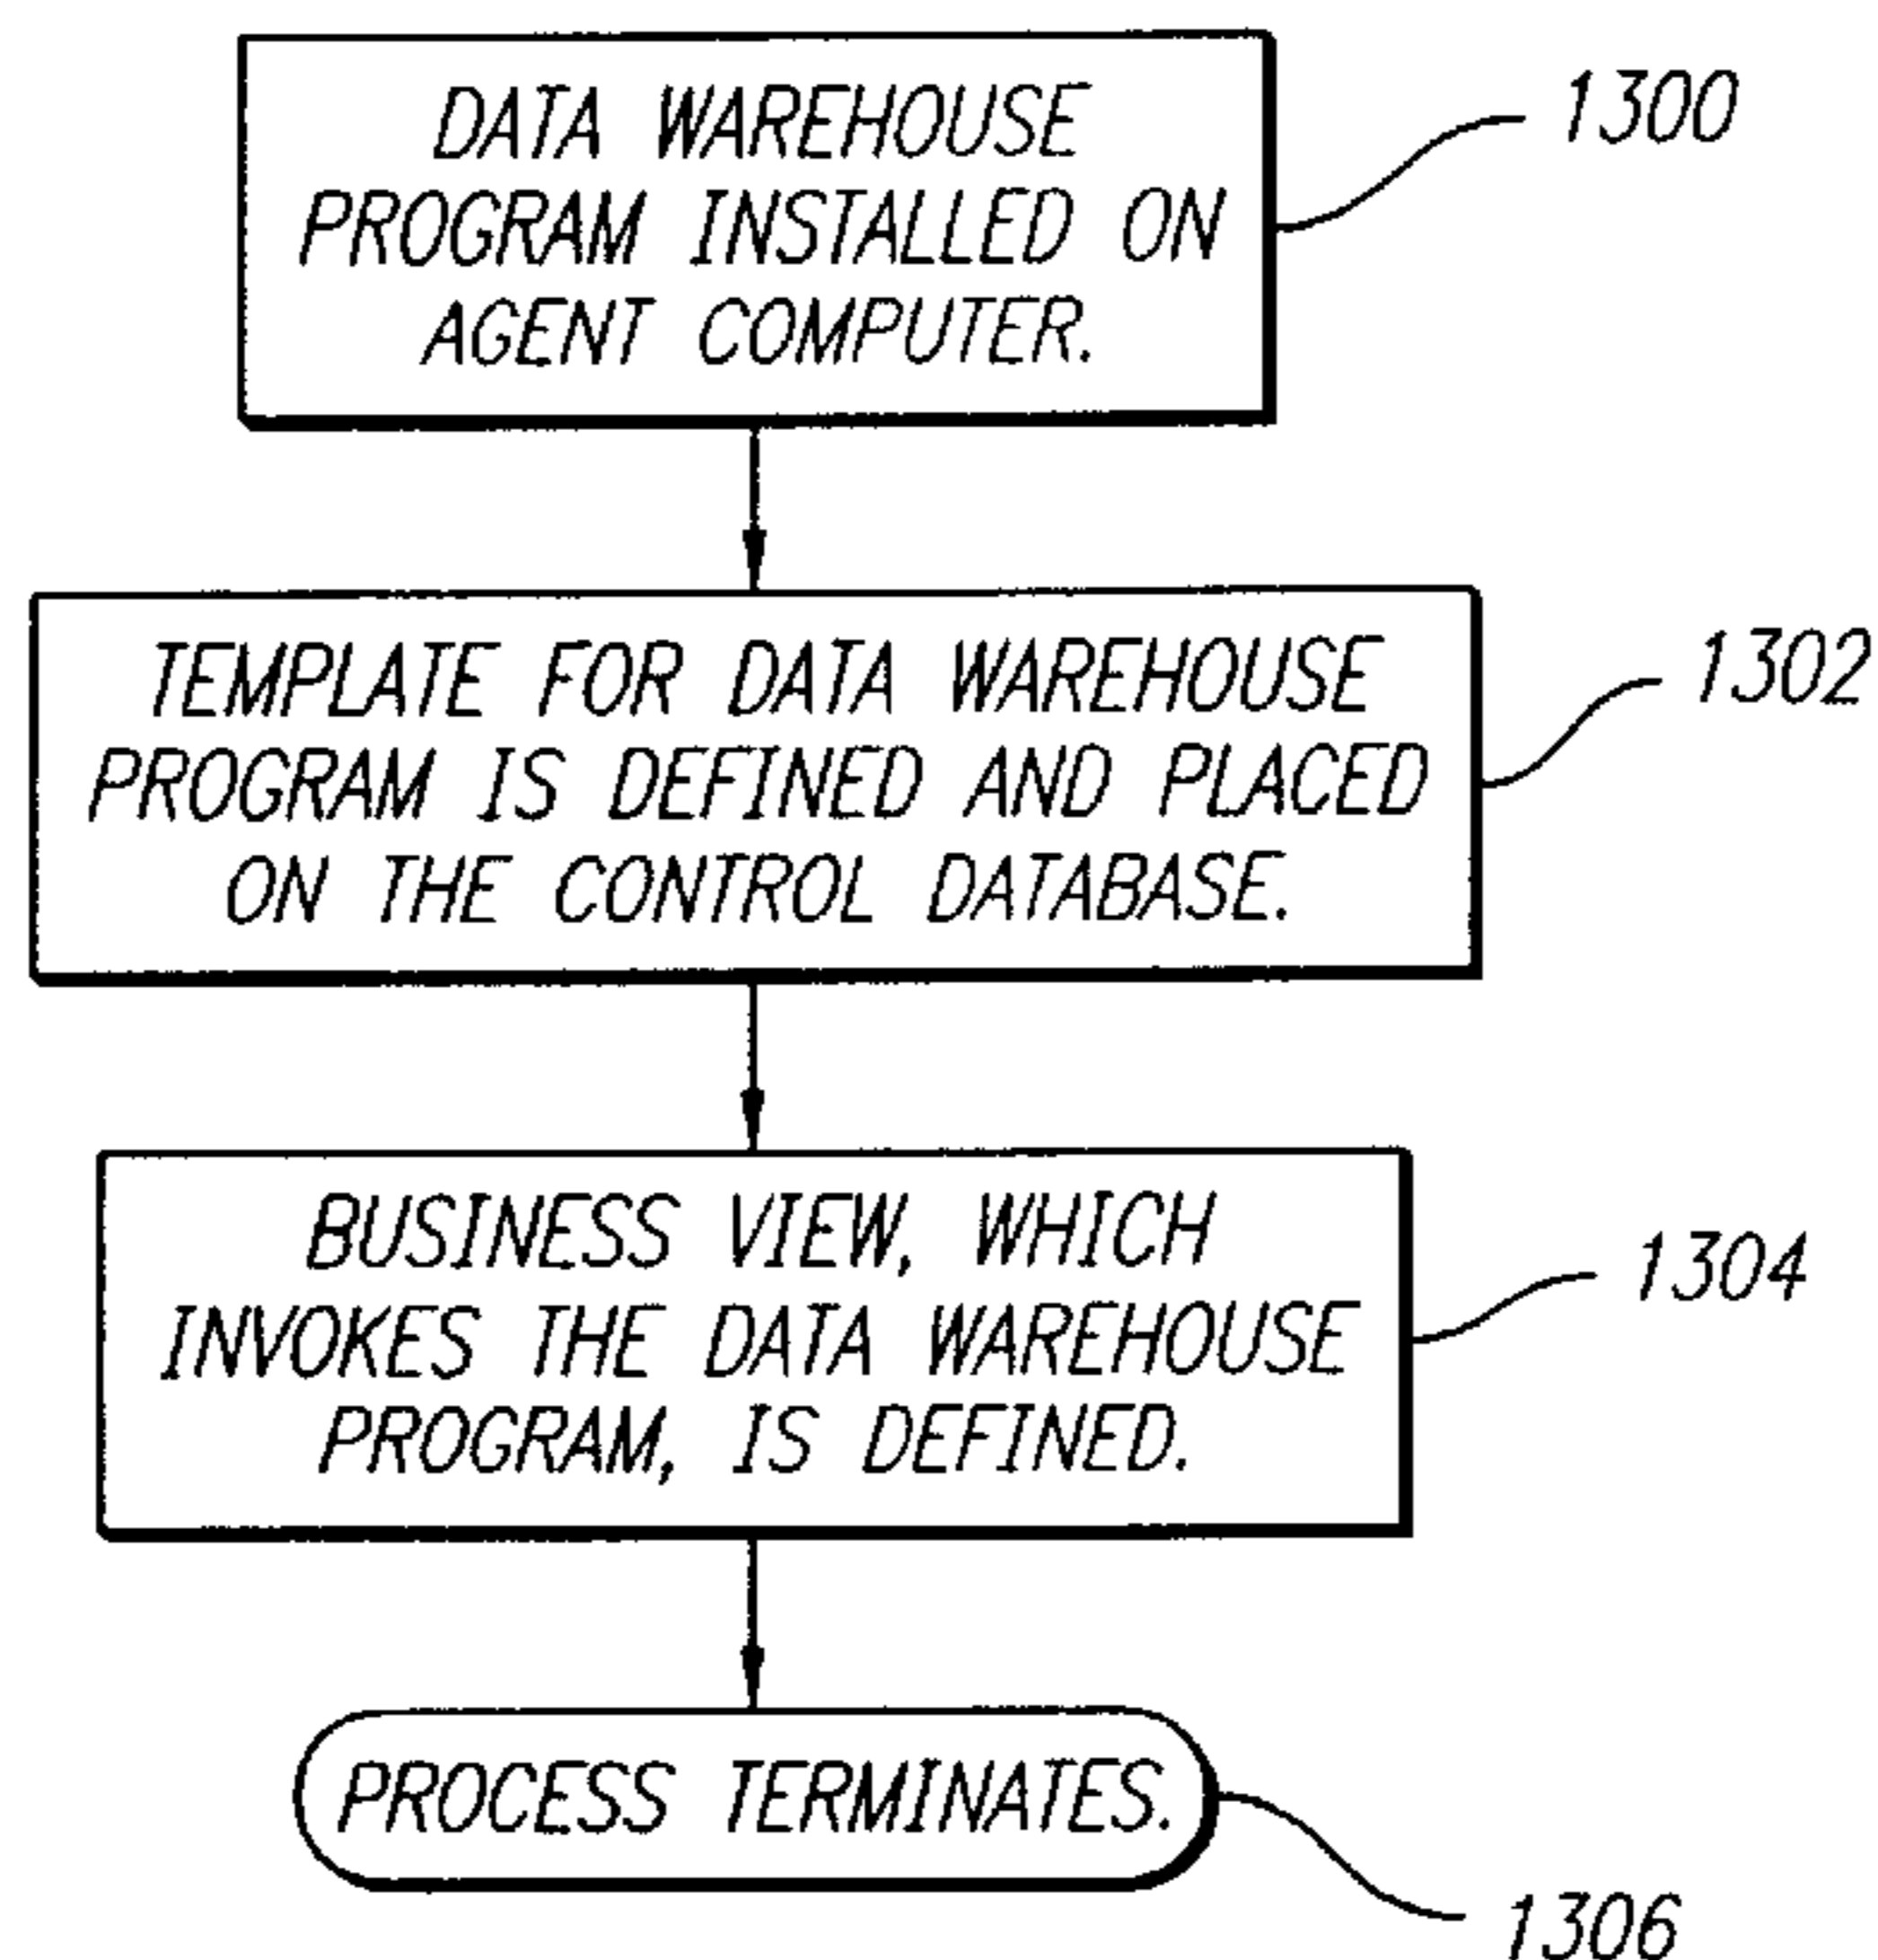 DATA WAREHOUSE
PROGRAM INSTALLED ON
AGENT COMPUTER.
1300
TEMPLATE FOR DATA WAREHOUSE
PROGRAM IS DEFINED AND PLACED
ON THE CONTROL DATABASE.
1302
BUSINESS VIEW, WHICH
INVOKES THE DATA WAREHOUSE
PROGRAM, IS DEFINED.
1304
PROCESS TERMINATES.
1306